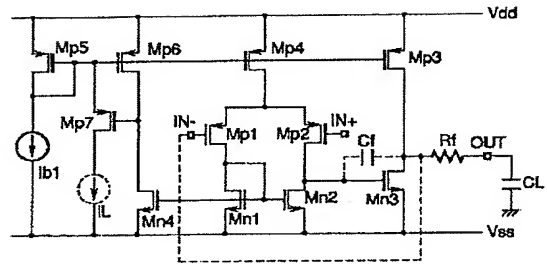 Vdd
Mp5
Mp6
Mp4
Mp3
Mp7
IN-
Mp1
Mp2
IN+
Cf
Rf
OUT
Ib1
IL
Mn4
Mn1
Mn2
Mn3
CL
Vss